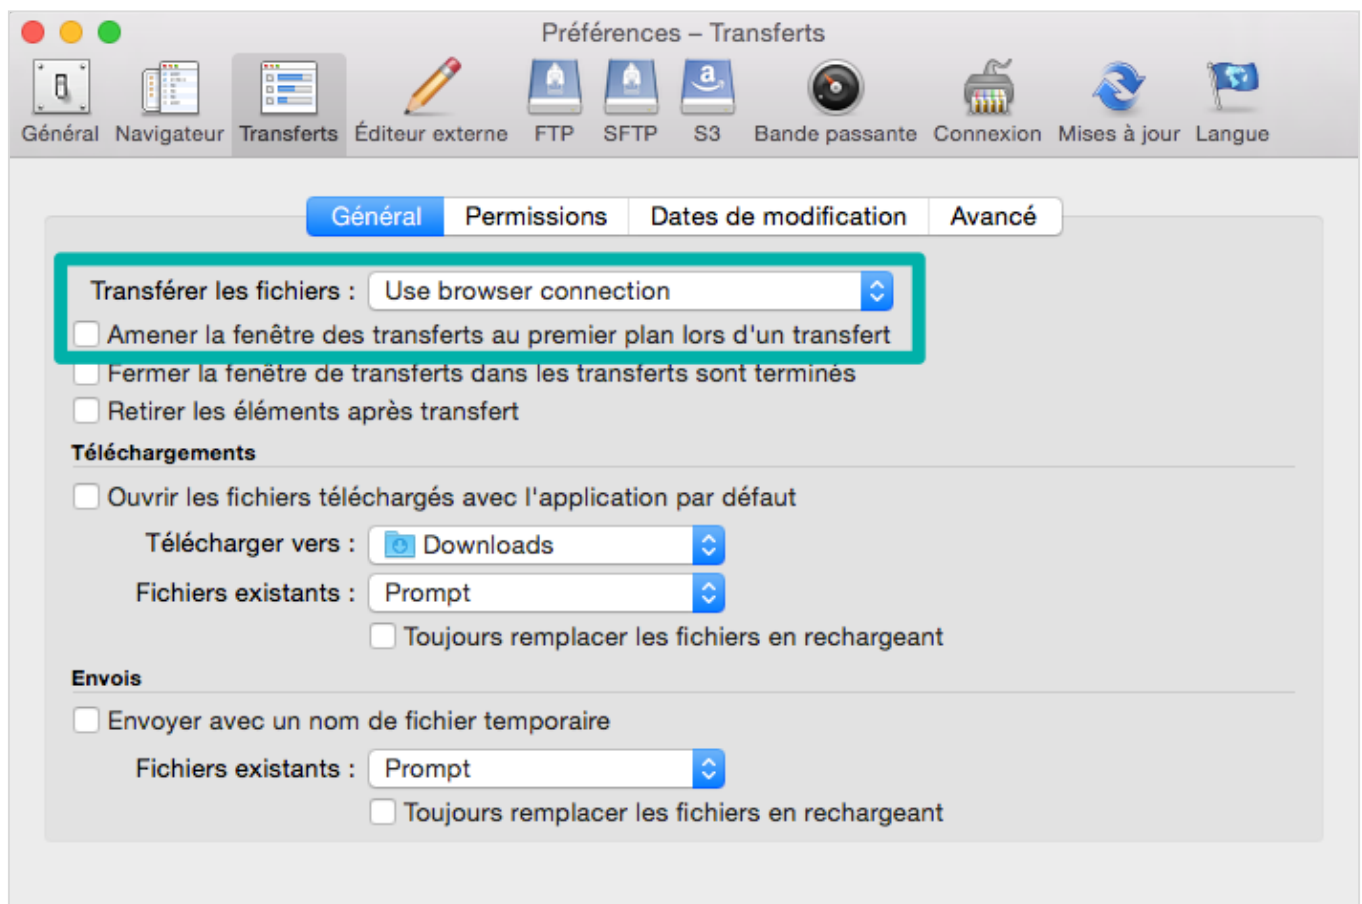 Préférences – Transferts
Général Navigateur Transferts Éditeur externe FTP SFTP S3 Bande passante Connexion Mises à jour Langue
Général Permissions Dates de modification Avancé
Transférer les fichiers : Use browser connection
Amener la fenêtre des transferts au premier plan lors d'un transfert
Fermer la fenêtre de transferts dans les transferts sont terminés
Retirer les éléments après transfert
Téléchargements
Ouvrir les fichiers téléchargés avec l'application par défaut
Télécharger vers : Downloads
Fichiers existants : Prompt
Toujours remplacer les fichiers en rechargeant
Envois
Envoyer avec un nom de fichier temporaire
Fichiers existants : Prompt
Toujours remplacer les fichiers en rechargeant